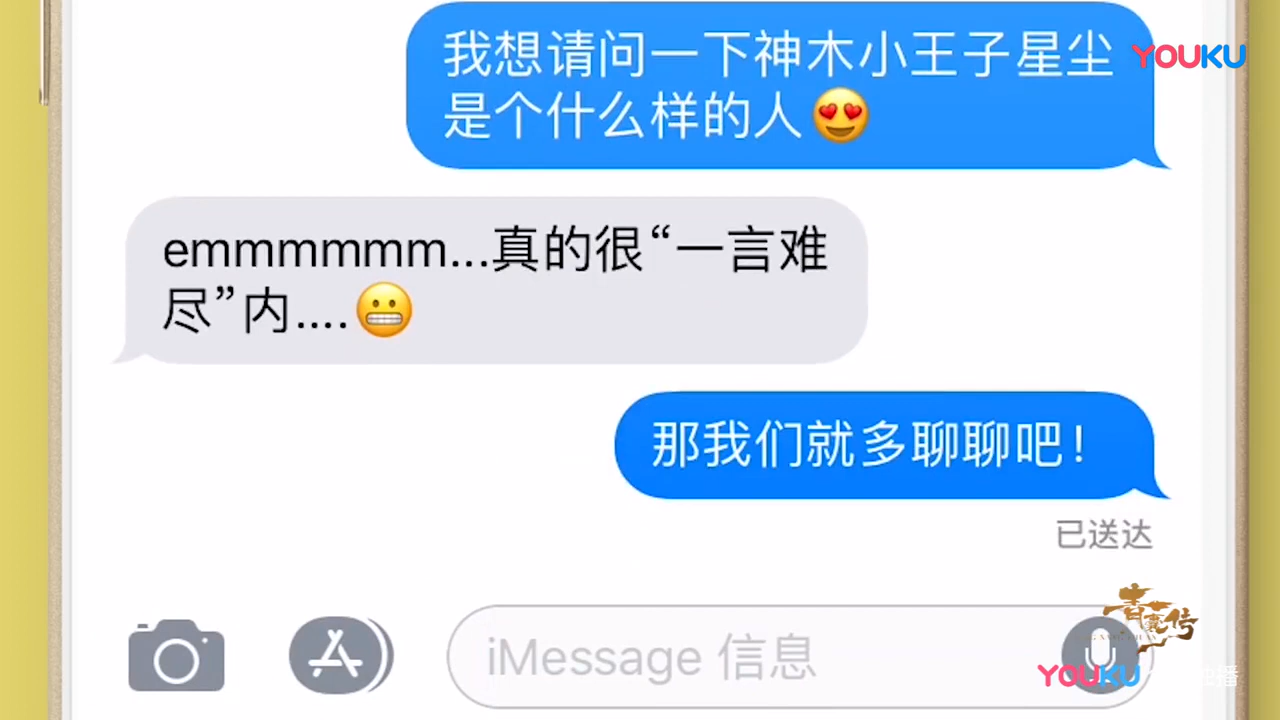 我想请问一下神木小王子星尘
YOUKU
是个什么样的人
emmmmmm...真的很“一言难
尽”内....
那我们就多聊聊吧！
已送达
iMessage 信息
YOUKU